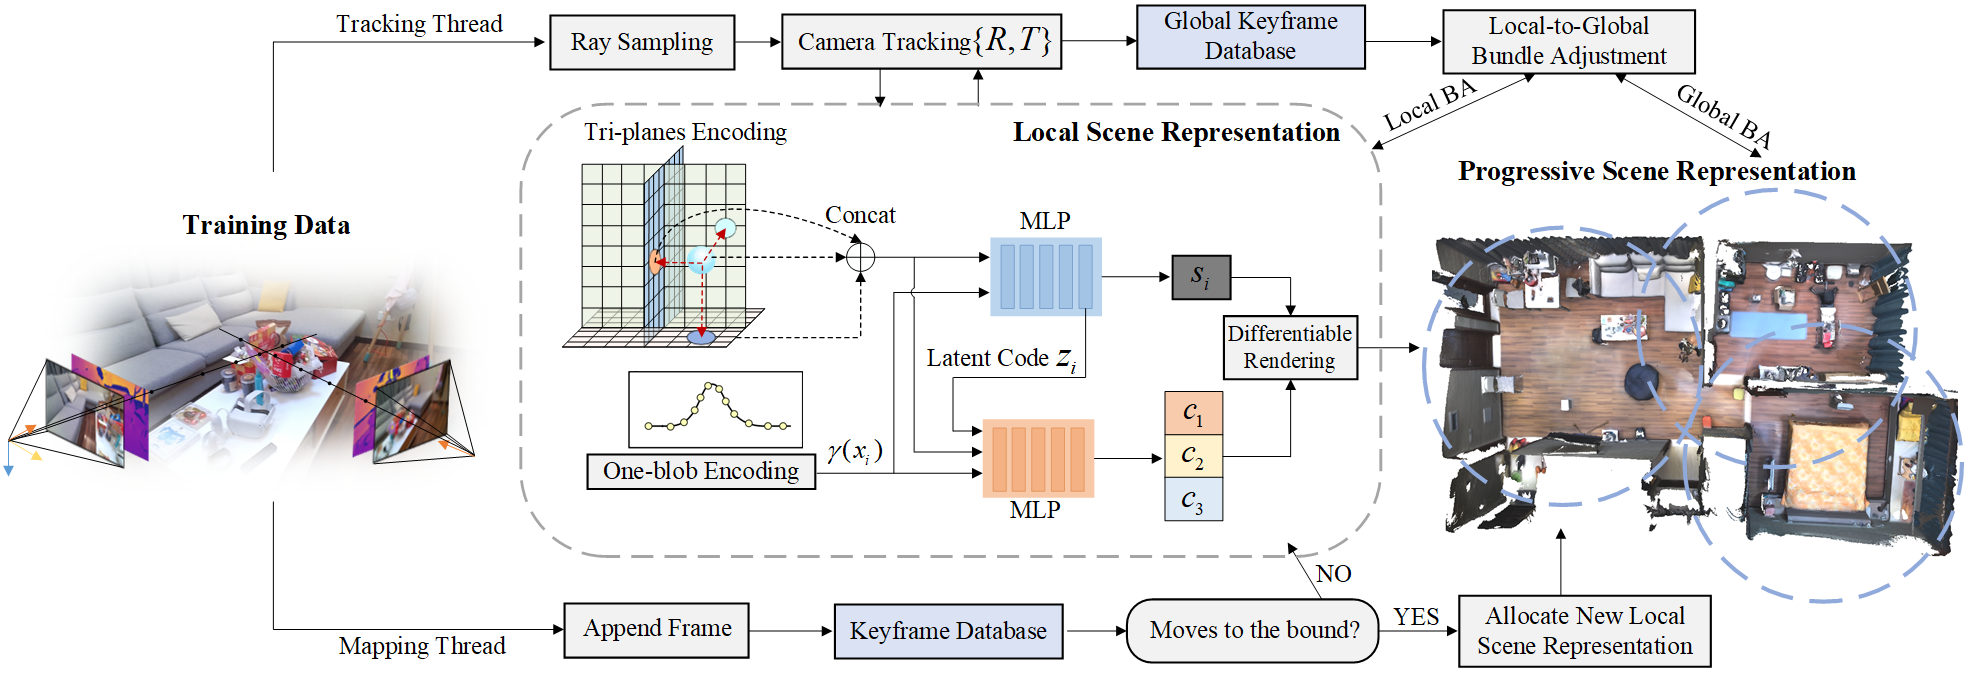 Tracking Thread
Ray Sampling
Camera Tracking{R,T}
Global Keyframe
Database
Local-to-Global
Bundle Adjustment
Local BA
Global BA
Tri-planes Encoding
Local Scene Representation
Progressive Scene Representation
Training Data
Concat
MLP
s_i
Differentiable
Rendering
Latent Code z_i
c_1
c_2
c_3
One-blob Encoding
γ(x_i)
MLP
NO
Mapping Thread
Append Frame
Keyframe Database
Moves to the bound?
YES
Allocate New Local
Scene Representation